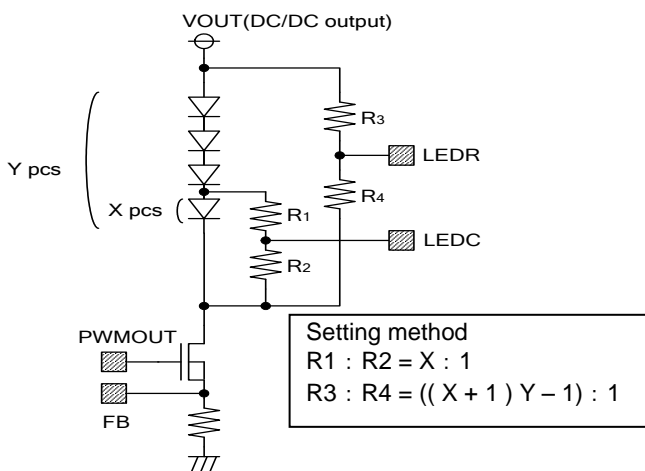 VOUT(DC/DC output)
R3
LEDR
Y pcs
R4
X pcs
R1
LEDC
R2
PWMOUT
FB
Setting method
R1 : R2 = X : 1
R3 : R4 = (( X + 1 ) Y – 1) : 1